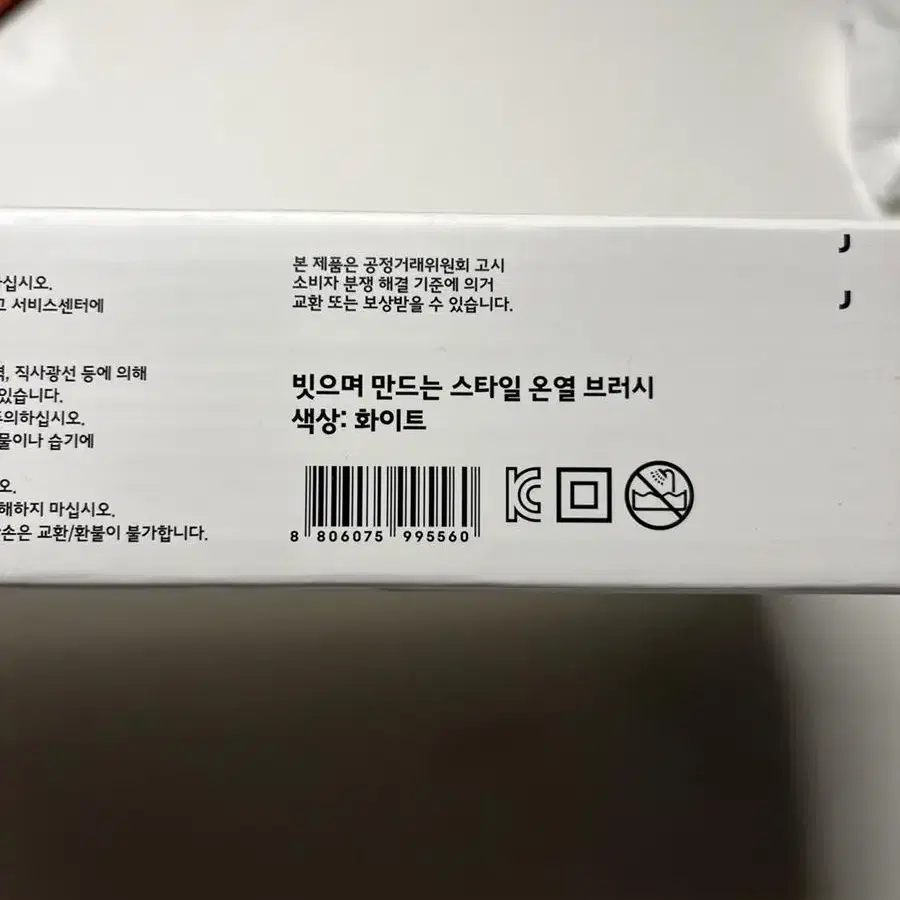 십시오.
서비스센터에
직사광선 등에 의해
있습니다.
의하십시오.
물이나 습기에
오.
해하지 마십시오.
손은 교환/환불이 불가합니다.
본 제품은 공정거래위원회 고시
소비자 분쟁 해결 기준에 의거
교환 또는 보상받을 수 있습니다.
빗으며 만드는 스타일 온열 브러시
색상: 화이트
8 806075 995560